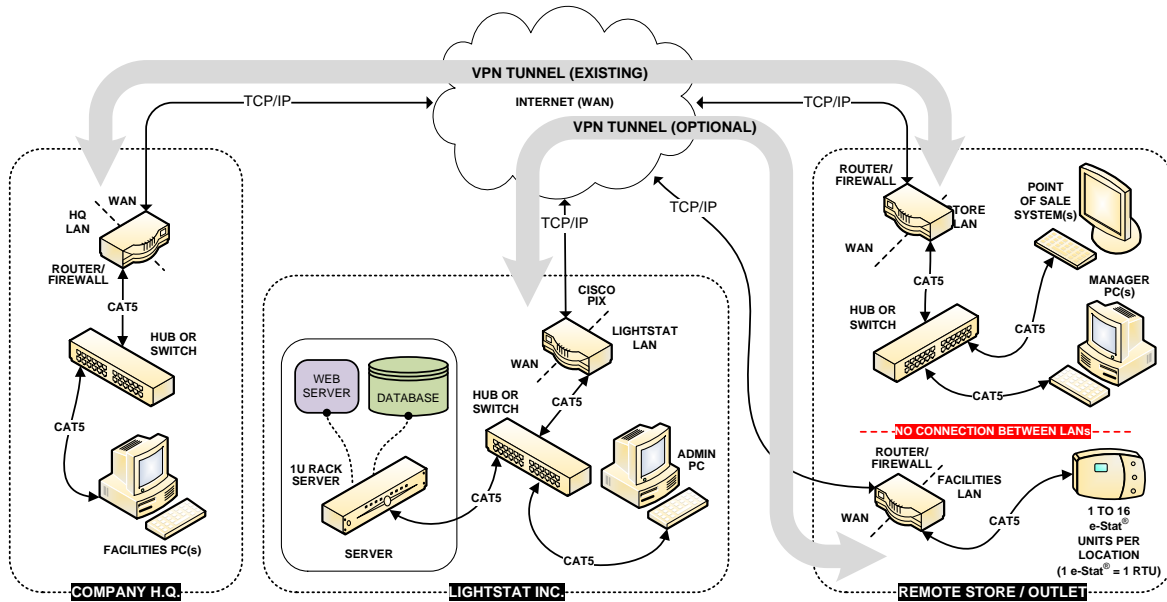 VPN TUNNEL (EXISTING)
INTERNET (WAN)
TCP/IP
TCP/IP
VPN TUNNEL (OPTIONAL)
TCP/IP
TCP/IP
WAN
HQ
LAN
ROUTER/
FIREWALL
CAT5
HUB OR
SWITCH
CAT5
FACILITIES PC(s)
COMPANY H.Q.
CISCO
PIX
LIGHTSTAT
LAN
WAN
WEB
SERVER
DATABASE
HUB OR
SWITCH
CAT5
1U RACK
SERVER
CAT5
ADMIN
PC
SERVER
CAT5
LIGHTSTAT INC.
ROUTER/
FIREWALL
STORE
LAN
WAN
POINT
OF SALE
SYSTEM(s)
CAT5
MANAGER
PC(s)
HUB OR
SWITCH
CAT5
CAT5
NO CONNECTION BETWEEN LANs
ROUTER/
FIREWALL
FACILITIES
LAN
WAN
CAT5
1 TO 16
e-Stat®
UNITS PER
LOCATION
(1 e-Stat® = 1 RTU)
REMOTE STORE / OUTLET